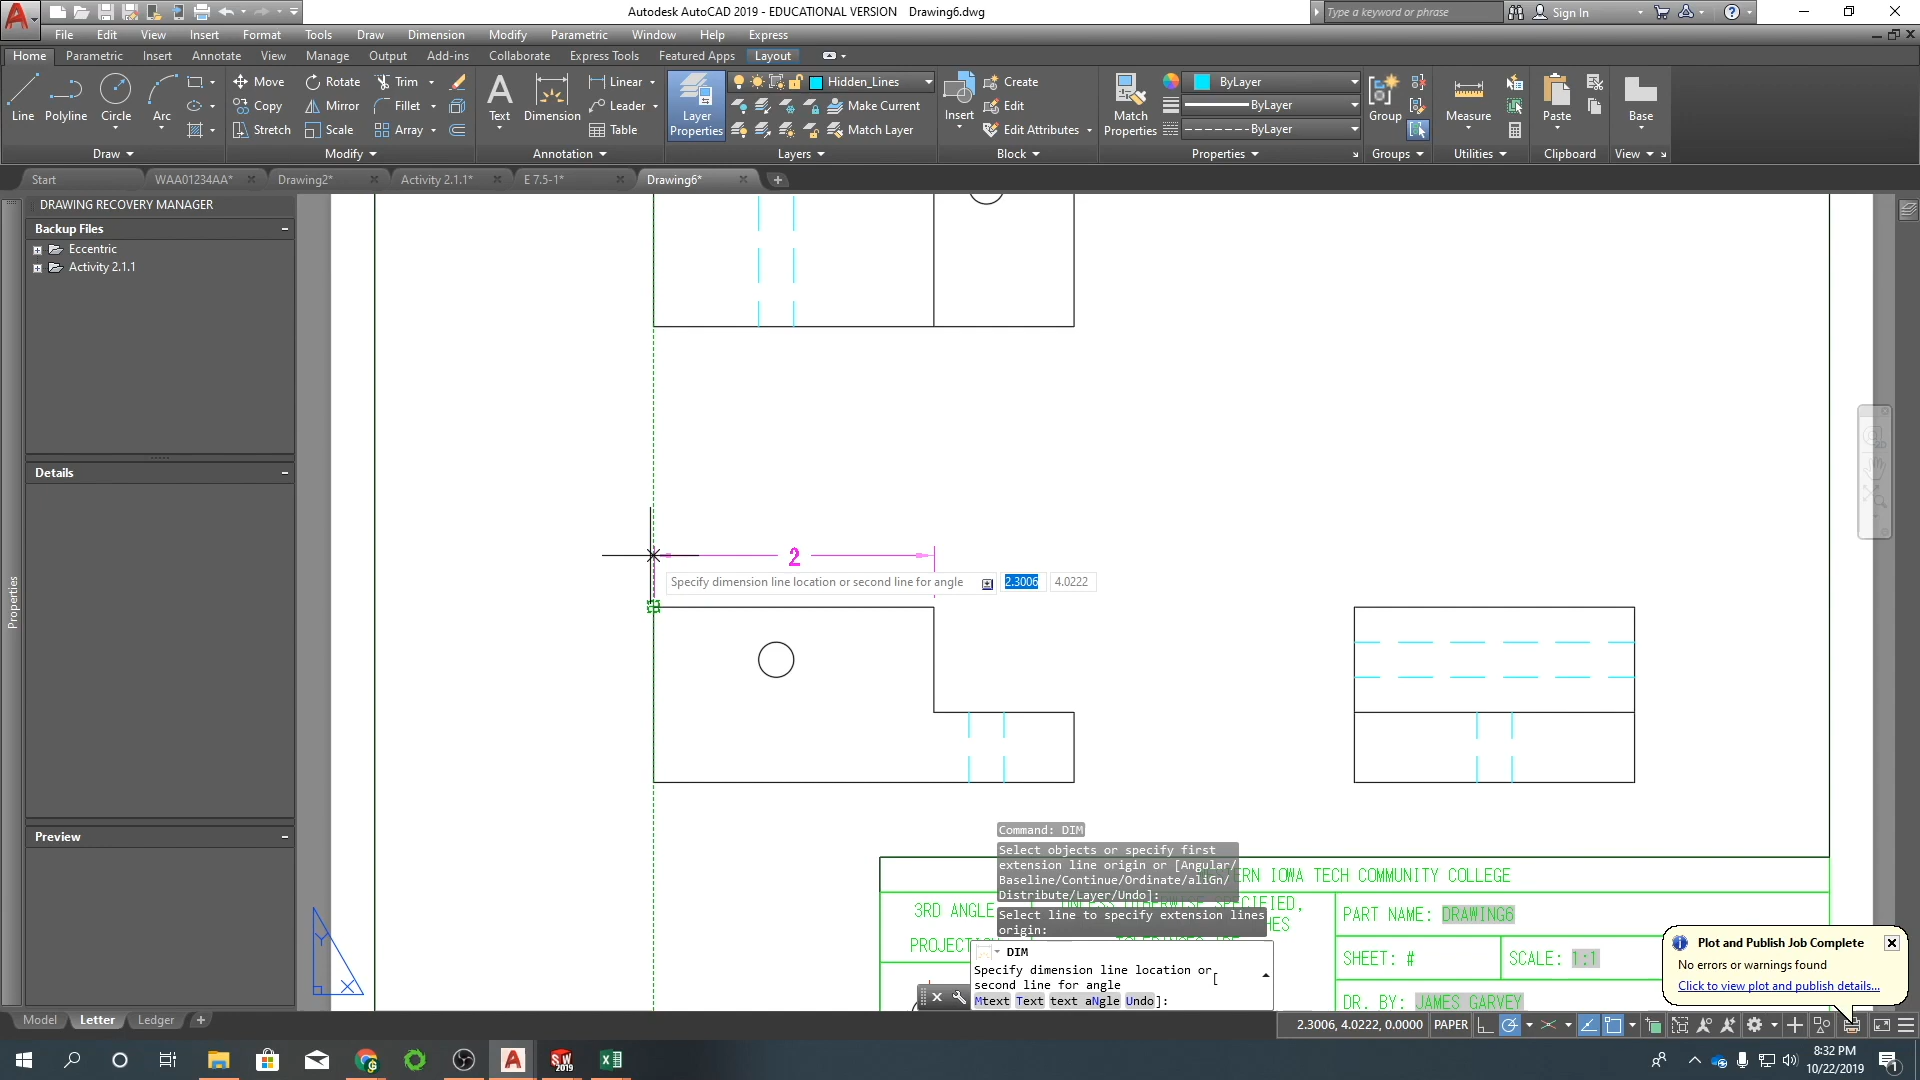 Autodesk AutoCAD 2019 - EDUCATIONAL VERSION Drawing6.dwg
Type a keyword or phrase
Sign In
File Edit View Insert Format Tools Draw Dimension Modify Parametric Window Help Express
Home Parametric Insert Annotate View Manage Output Add-ins Collaborate Express Tools Featured Apps Layout
Line
Polyline
Circle
Arc
Move Rotate Trim
Copy Mirror Fillet
Stretch Scale Array
Text
Dimension
Linear
Leader
Table
Layer
Properties
Hidden_Lines
Make Current
Match Layer
Insert
Create
Edit
Edit Attributes
Match
Properties
ByLayer
ByLayer
ByLayer
Group
Measure
Paste
Base
Draw Modify Annotation Layers Block Properties Groups Utilities Clipboard View
Start WAA01234AA* Drawing2* Activity 2.1.1* E 7.5-1* Drawing6*
DRAWING RECOVERY MANAGER
Backup Files
Eccentric
Activity 2.1.1
Details
Preview
Properties
2
Specify dimension line location or second line for angle 2.3006 4.0222
Command: DIM
Select objects or specify first
extension line origin or [Angular/
Baseline/Continue/Ordinate/aliGn/
Distribute/Layer/Undo]:
Select line to specify extension lines
origin:
DIM
Specify dimension line location or
second line for angle
Mtext Text text aNgle Undo]:
TERN IOWA TECH COMMUNITY COLLEGE
3RD ANGLE
PROJECTION
UNLESS OTHERWISE SPECIFIED,
HES
PART NAME: DRAWING6
SHEET: # SCALE: 1:1
DR. BY: JAMES GARVEY
Y
X
Plot and Publish Job Complete
No errors or warnings found
Click to view plot and publish details...
Model Letter Ledger
2.3006, 4.0222, 0.0000 PAPER
8:32 PM
10/22/2019